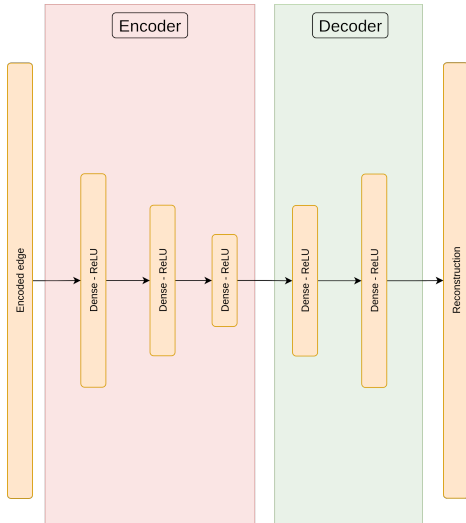 Encoder
Decoder
Encoded edge
Dense - ReLU
Dense - ReLU
Dense - ReLU
Dense - ReLU
Dense - ReLU
Reconstruction